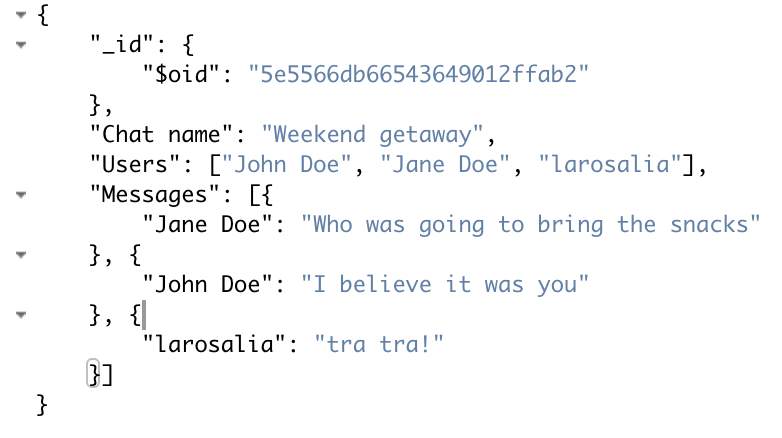 {
"_id": {
"$oid": "5e5566db66543649012ffab2"
},
"Chat name": "Weekend getaway",
"Users": ["John Doe", "Jane Doe", "larosalia"],
"Messages": [{
"Jane Doe": "Who was going to bring the snacks"
}, {
"John Doe": "I believe it was you"
}, {
"larosalia": "tra tra!"
}]
}